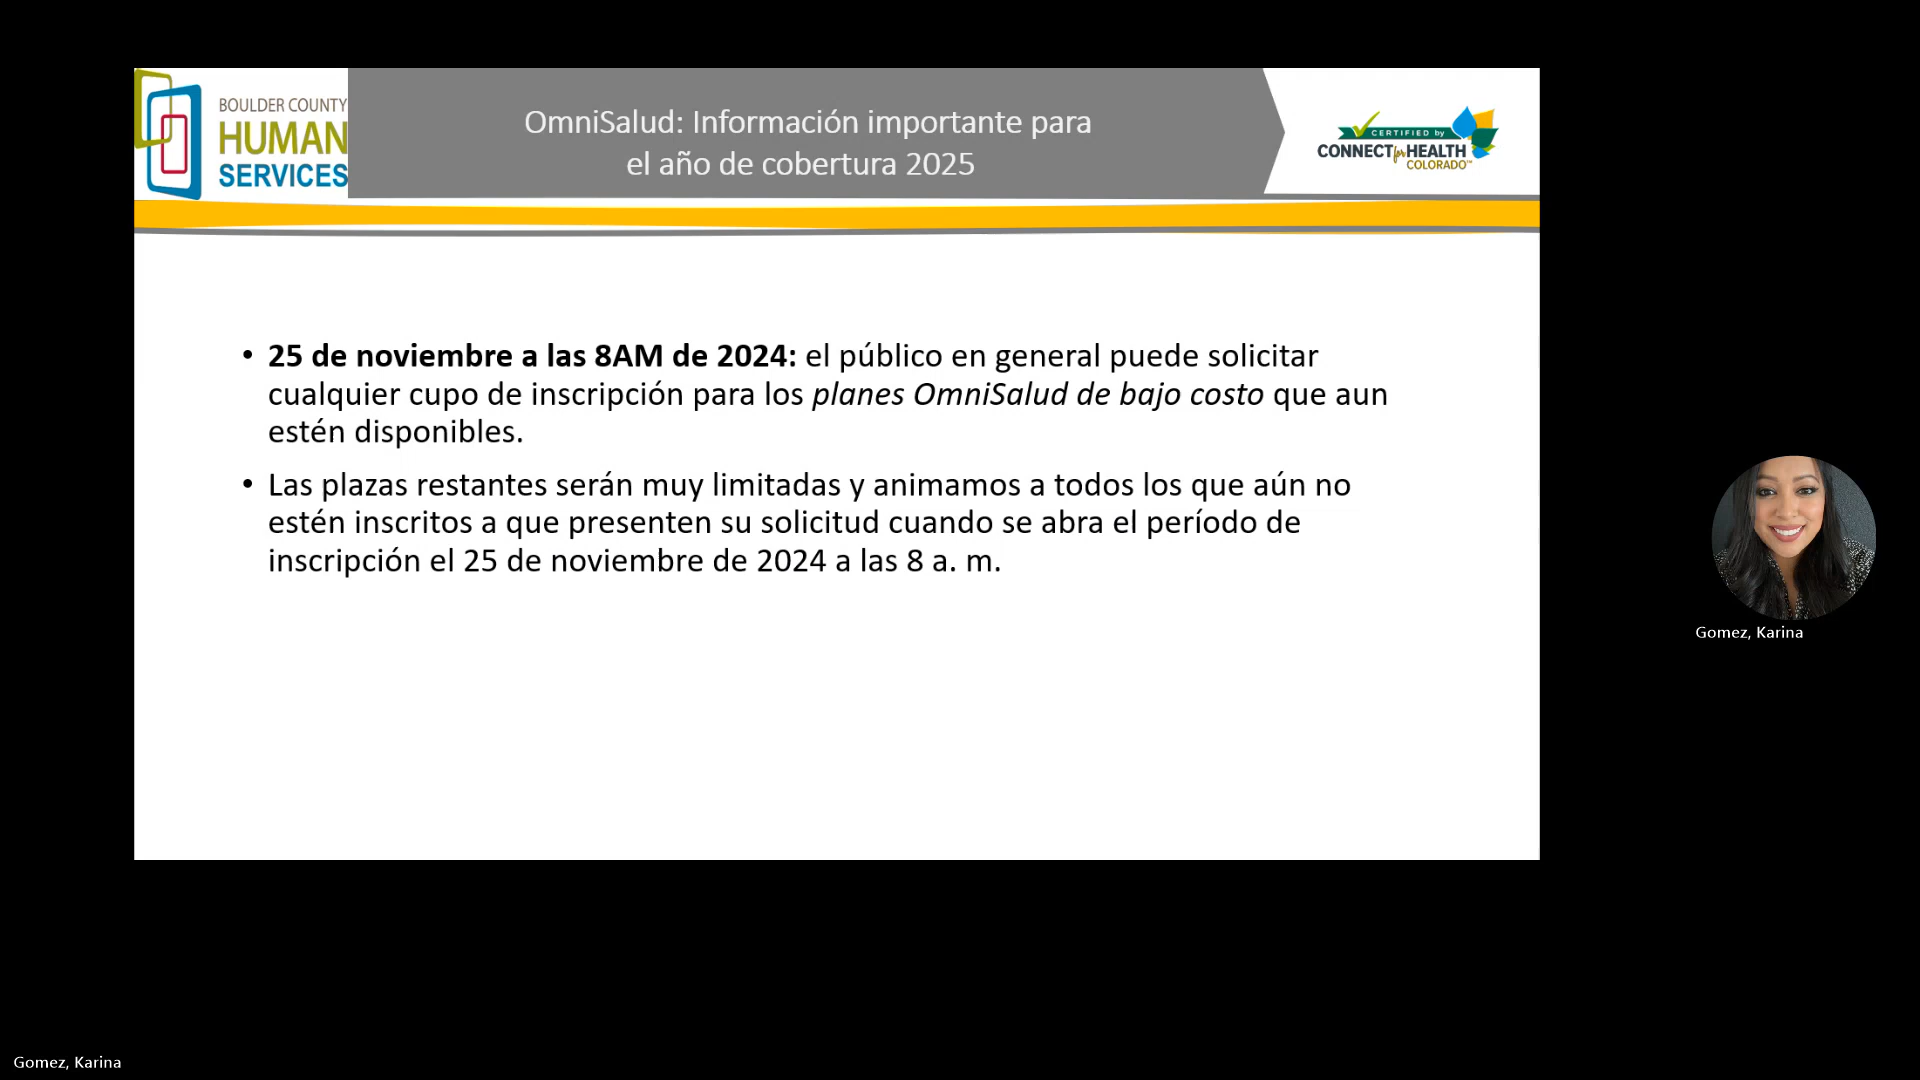 BOULDER COUNTY
HUMAN
SERVICES
OmniSalud: Información importante para
el año de cobertura 2025
CERTIFIED by
CONNECT for HEALTH
COLORADO™
• 25 de noviembre a las 8AM de 2024: el público en general puede solicitar
cualquier cupo de inscripción para los planes OmniSalud de bajo costo que aun
estén disponibles.
• Las plazas restantes serán muy limitadas y animamos a todos los que aún no
estén inscritos a que presenten su solicitud cuando se abra el período de
inscripción el 25 de noviembre de 2024 a las 8 a. m.
Gomez, Karina
Gomez, Karina